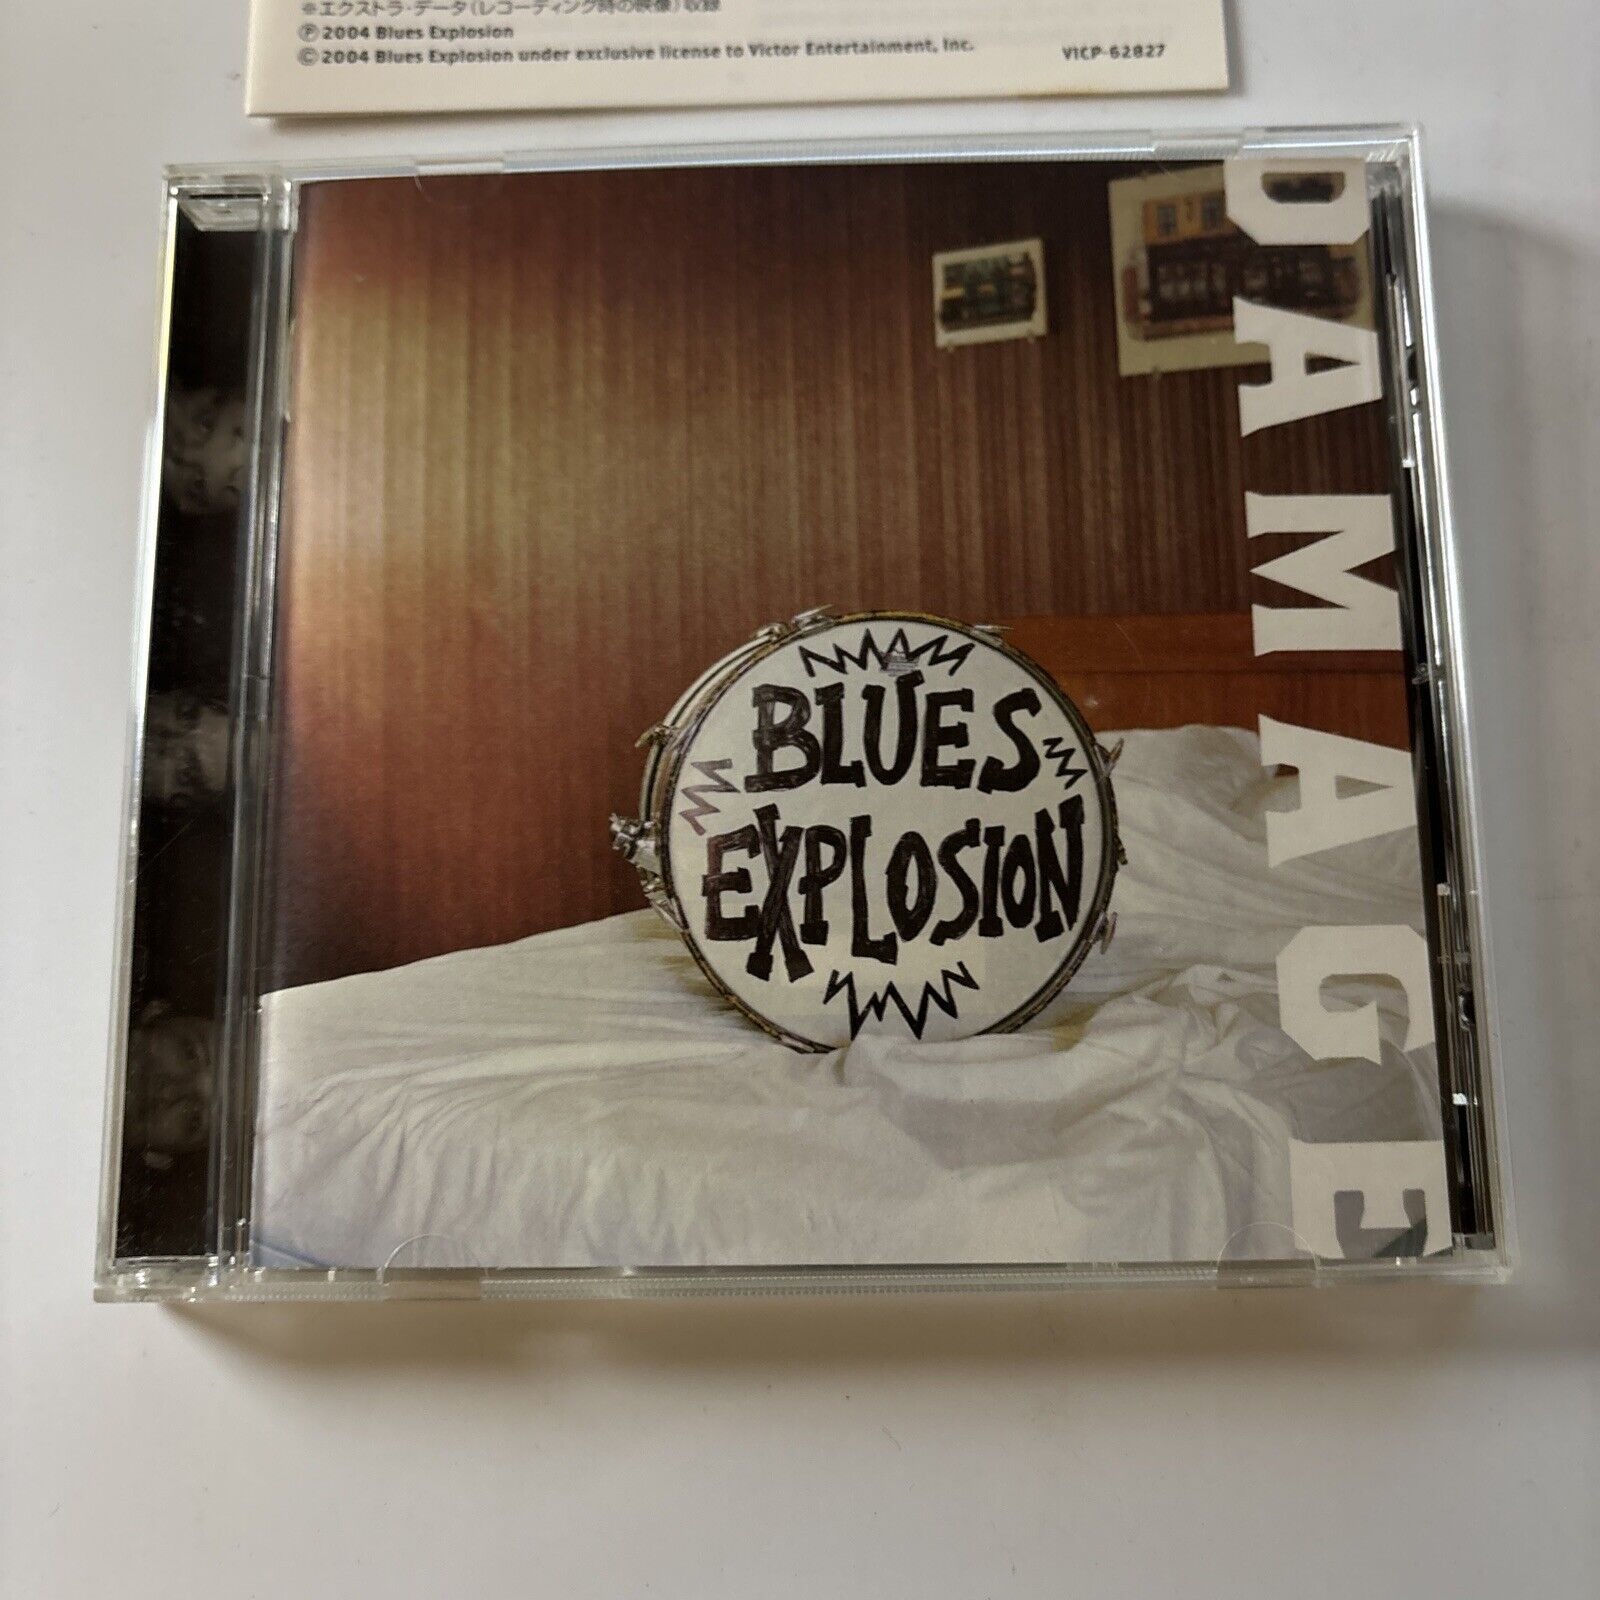 ※エクストラ・データ(レコーディング時の映像)収録
Ⓟ 2004 Blues Explosion
© 2004 Blues Explosion under exclusive license to Victor Entertainment, Inc. VICP-62827
DAMAGE
BLUES
EXPLOSION